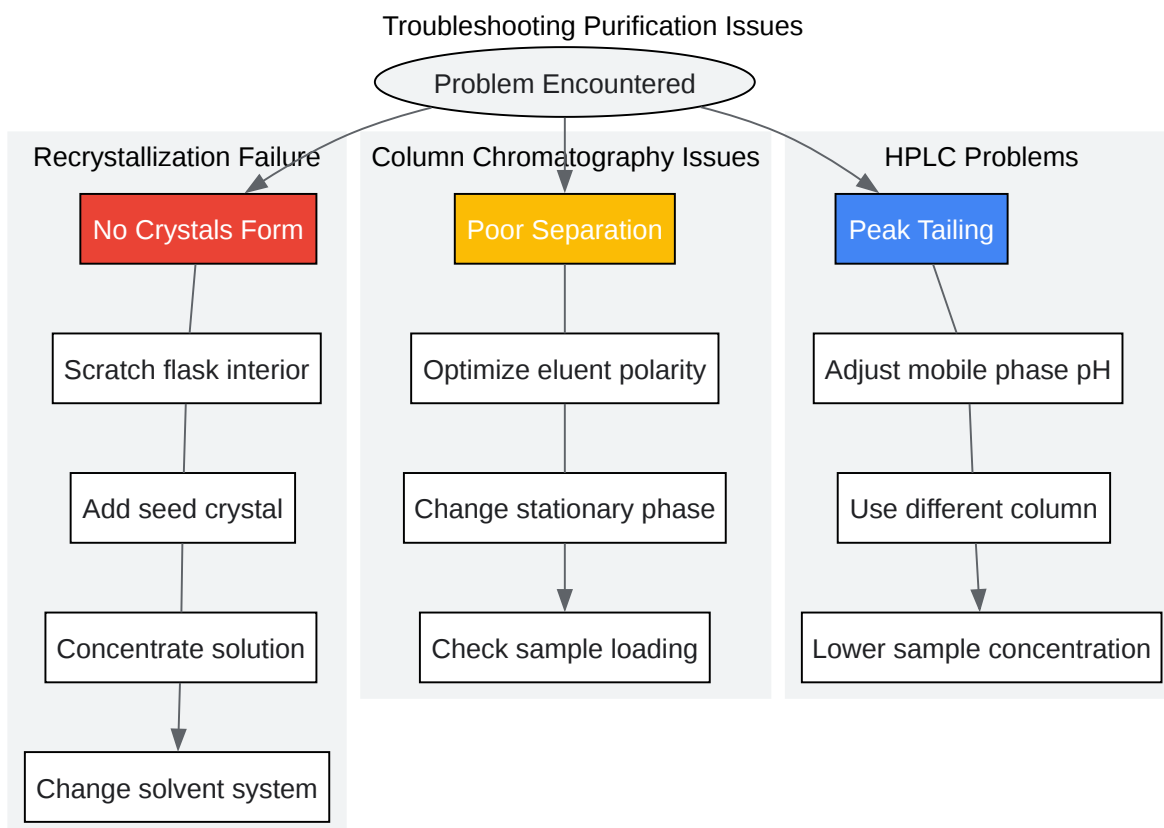 Troubleshooting Purification Issues
Problem Encountered
Recrystallization Failure
No Crystals Form
Scratch flask interior
Add seed crystal
Concentrate solution
Change solvent system
Column Chromatography Issues
Poor Separation
Optimize eluent polarity
Change stationary phase
Check sample loading
HPLC Problems
Peak Tailing
Adjust mobile phase pH
Use different column
Lower sample concentration